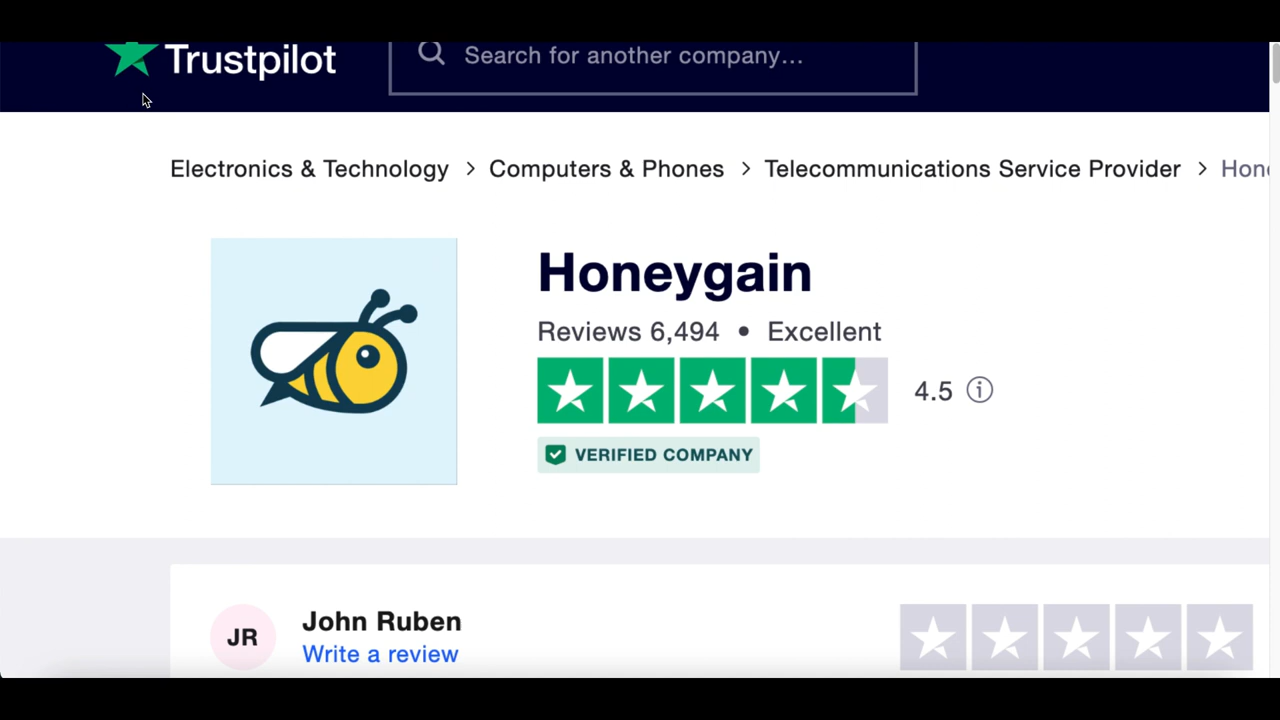 Trustpilot
Search for another company...
Electronics & Technology > Computers & Phones > Telecommunications Service Provider >
Honeygain
Reviews 6,494 • Excellent
4.5
VERIFIED COMPANY
JR
John Ruben
Write a review